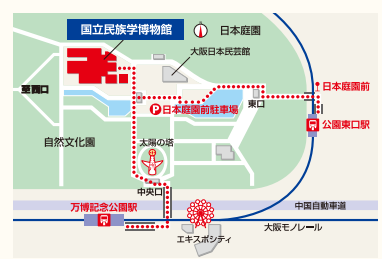 国立民族学博物館
日本庭園
大阪日本民芸館
日本庭園前
P日本庭園前駐車場
東口
公園東口駅
自然文化園
太陽の塔
中央口
万博記念公園駅
中国自動車道
エキスポシティ
大阪モノレール